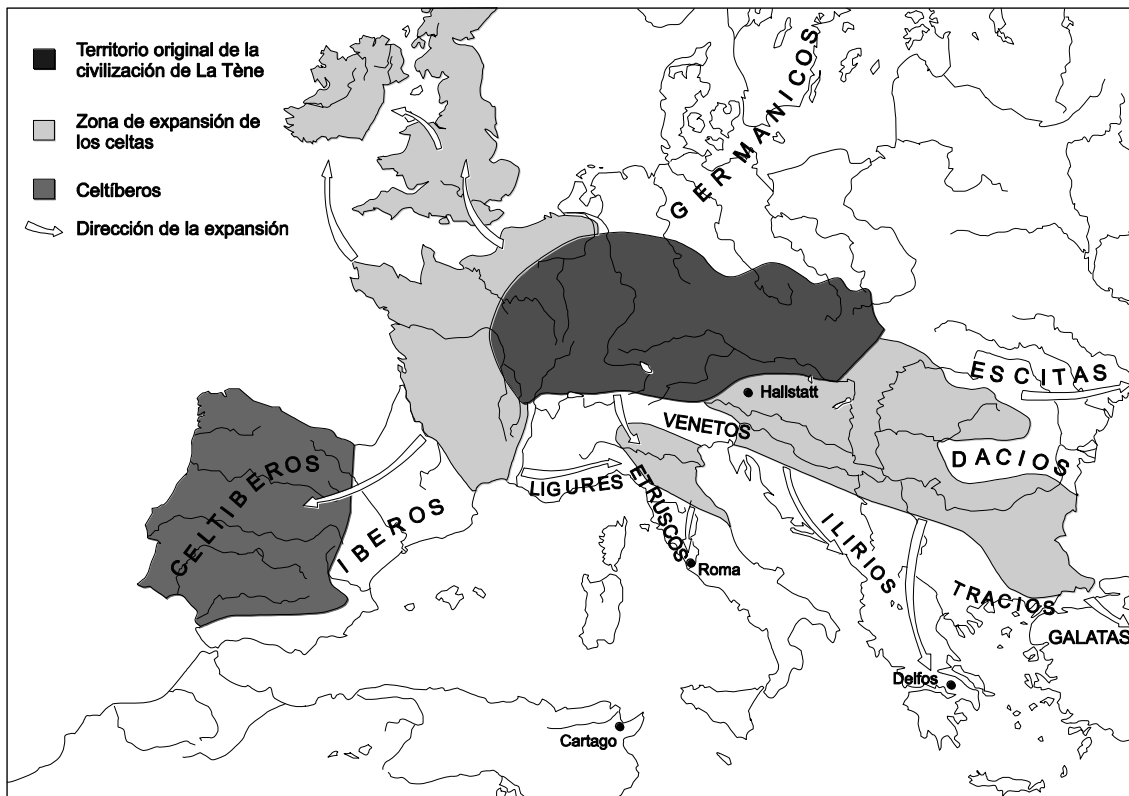 Territorio original de la
civilización de La Tène
Zona de expansión de
los celtas
Celtíberos
Dirección de la expansión
GERMANICOS
ESCITAS
Hallstatt
VENETOS
DACIOS
CELTIBEROS
IBEROS
LIGURES
ETRUSCOS
ILIRIOS
Roma
TRACIOS
GALATAS
Delfos
Cartago